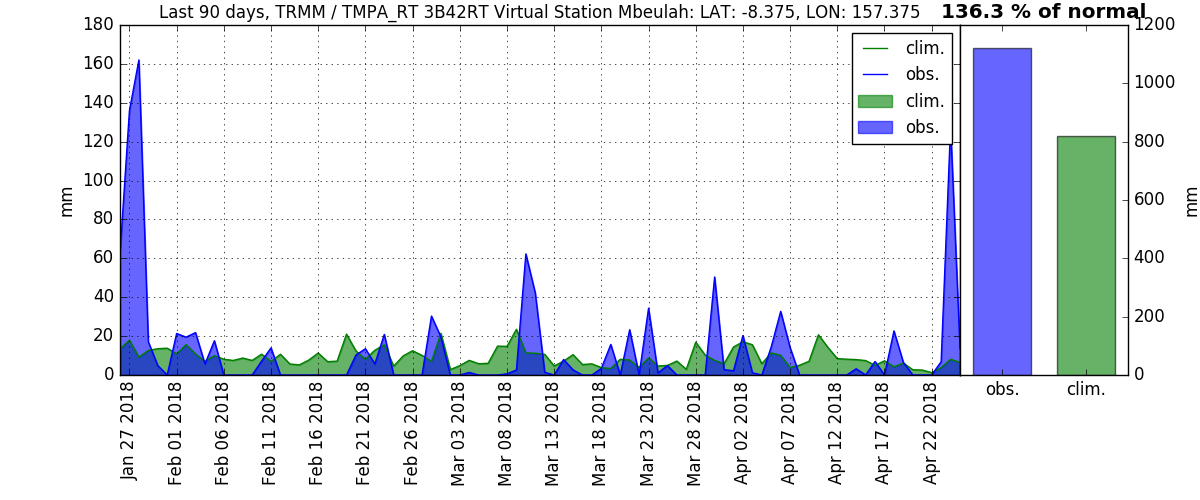 Last 90 days, TRMM / TMPA_RT 3B42RT Virtual Station Mbeulah: LAT: -8.375, LON: 157.375
136.3 % of normal
180
160
140
120
100
80
60
40
20
0
mm
clim.
obs.
clim.
obs.
Jan 27 2018
Feb 01 2018
Feb 06 2018
Feb 11 2018
Feb 16 2018
Feb 21 2018
Feb 26 2018
Mar 03 2018
Mar 08 2018
Mar 13 2018
Mar 18 2018
Mar 23 2018
Mar 28 2018
Apr 02 2018
Apr 07 2018
Apr 12 2018
Apr 17 2018
Apr 22 2018
1200
1000
800
600
400
200
0
mm
obs.
clim.